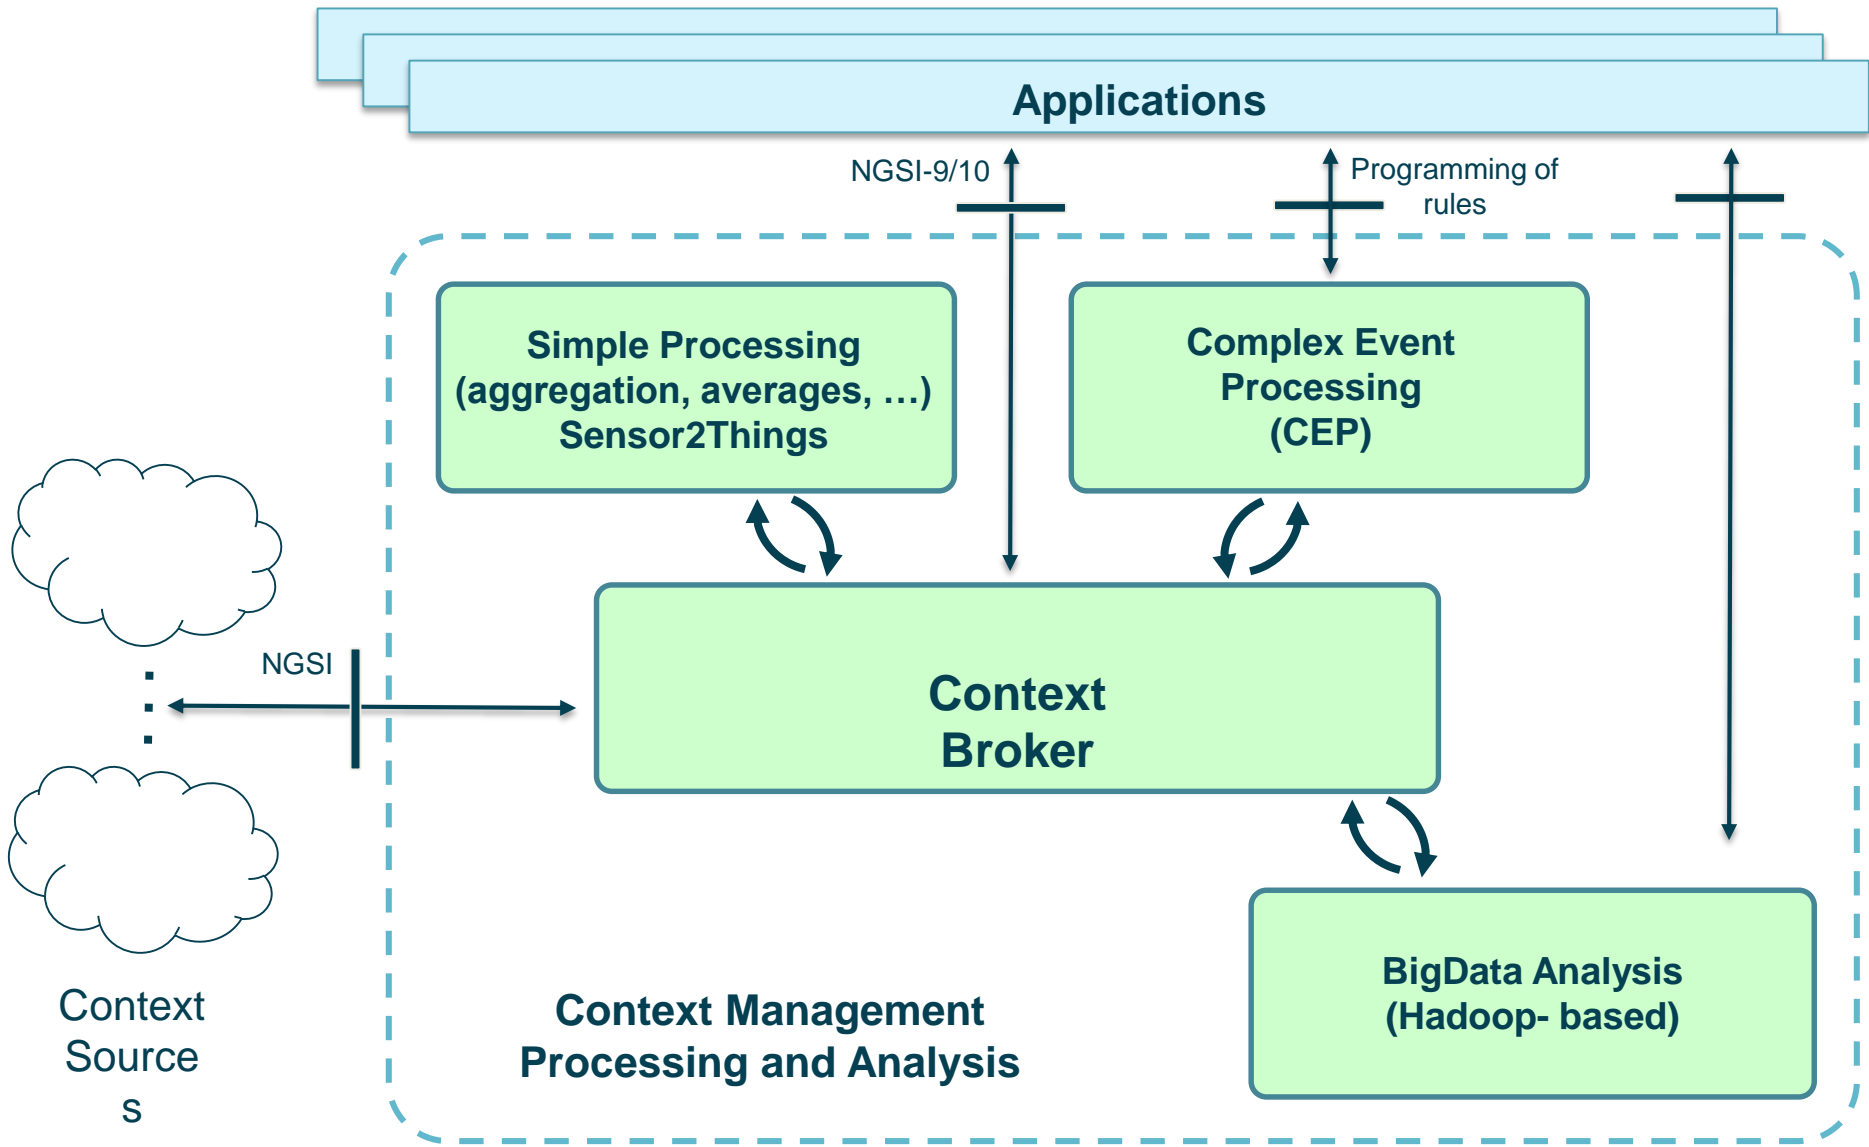 Applications
NGSI-9/10
Programming of
rules
Simple Processing
(aggregation, averages, …)
Sensor2Things
Complex Event
Processing
(CEP)
NGSI
Context
Broker
Context
Source
s
Context Management
Processing and Analysis
BigData Analysis
(Hadoop- based)